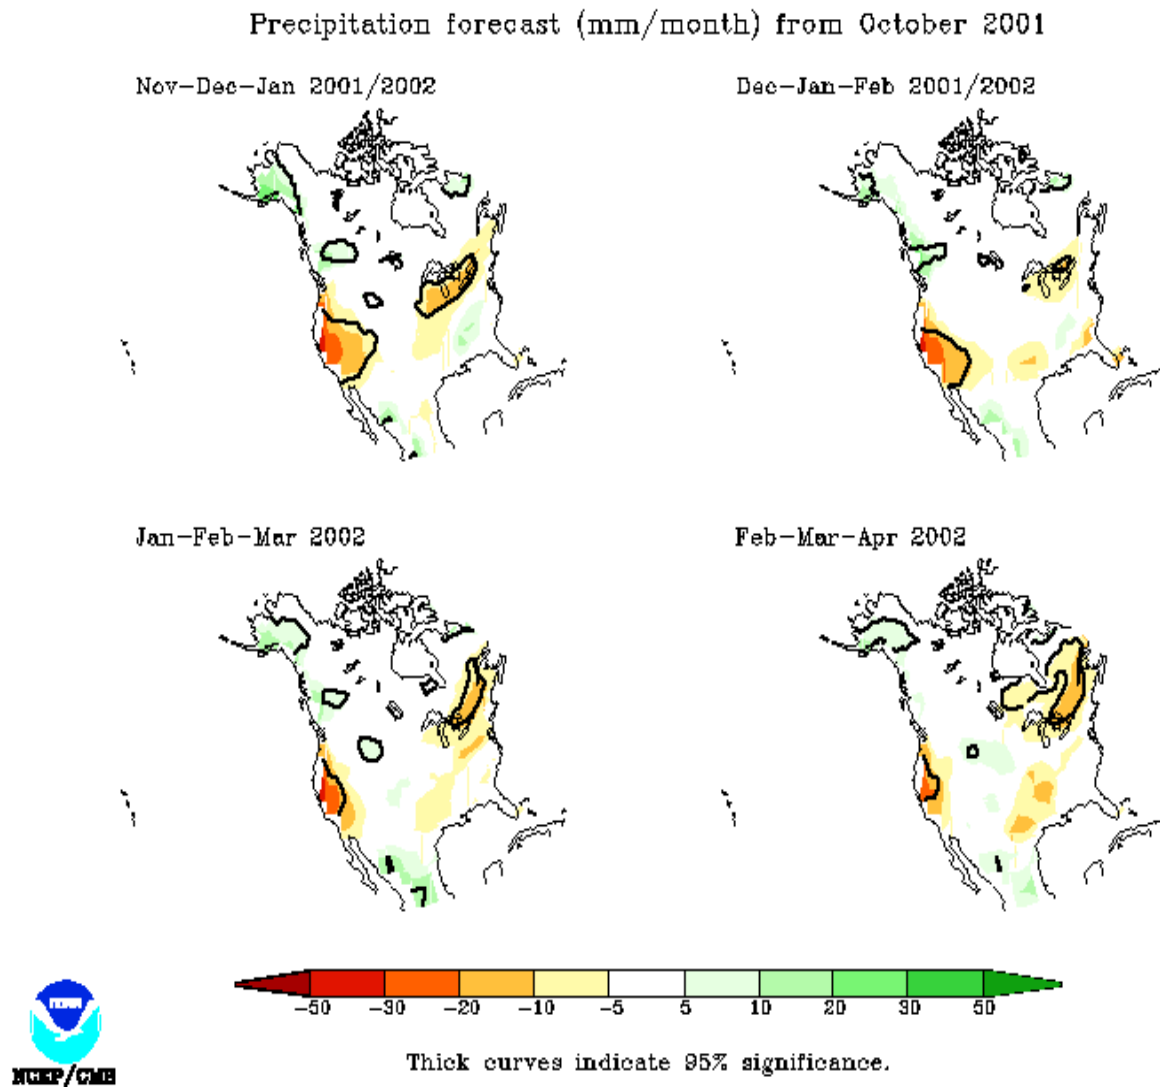 Precipitation forecast (mm/month) from October 2001
Nov-Dec-Jan 2001/2002
Dec-Jan-Feb 2001/2002
Jan-Feb-Mar 2002
Feb-Mar-Apr 2002
-50 -30 -20 -10 -5 5 10 20 30 50
Thick curves indicate 95% significance.
NCEP/CMB